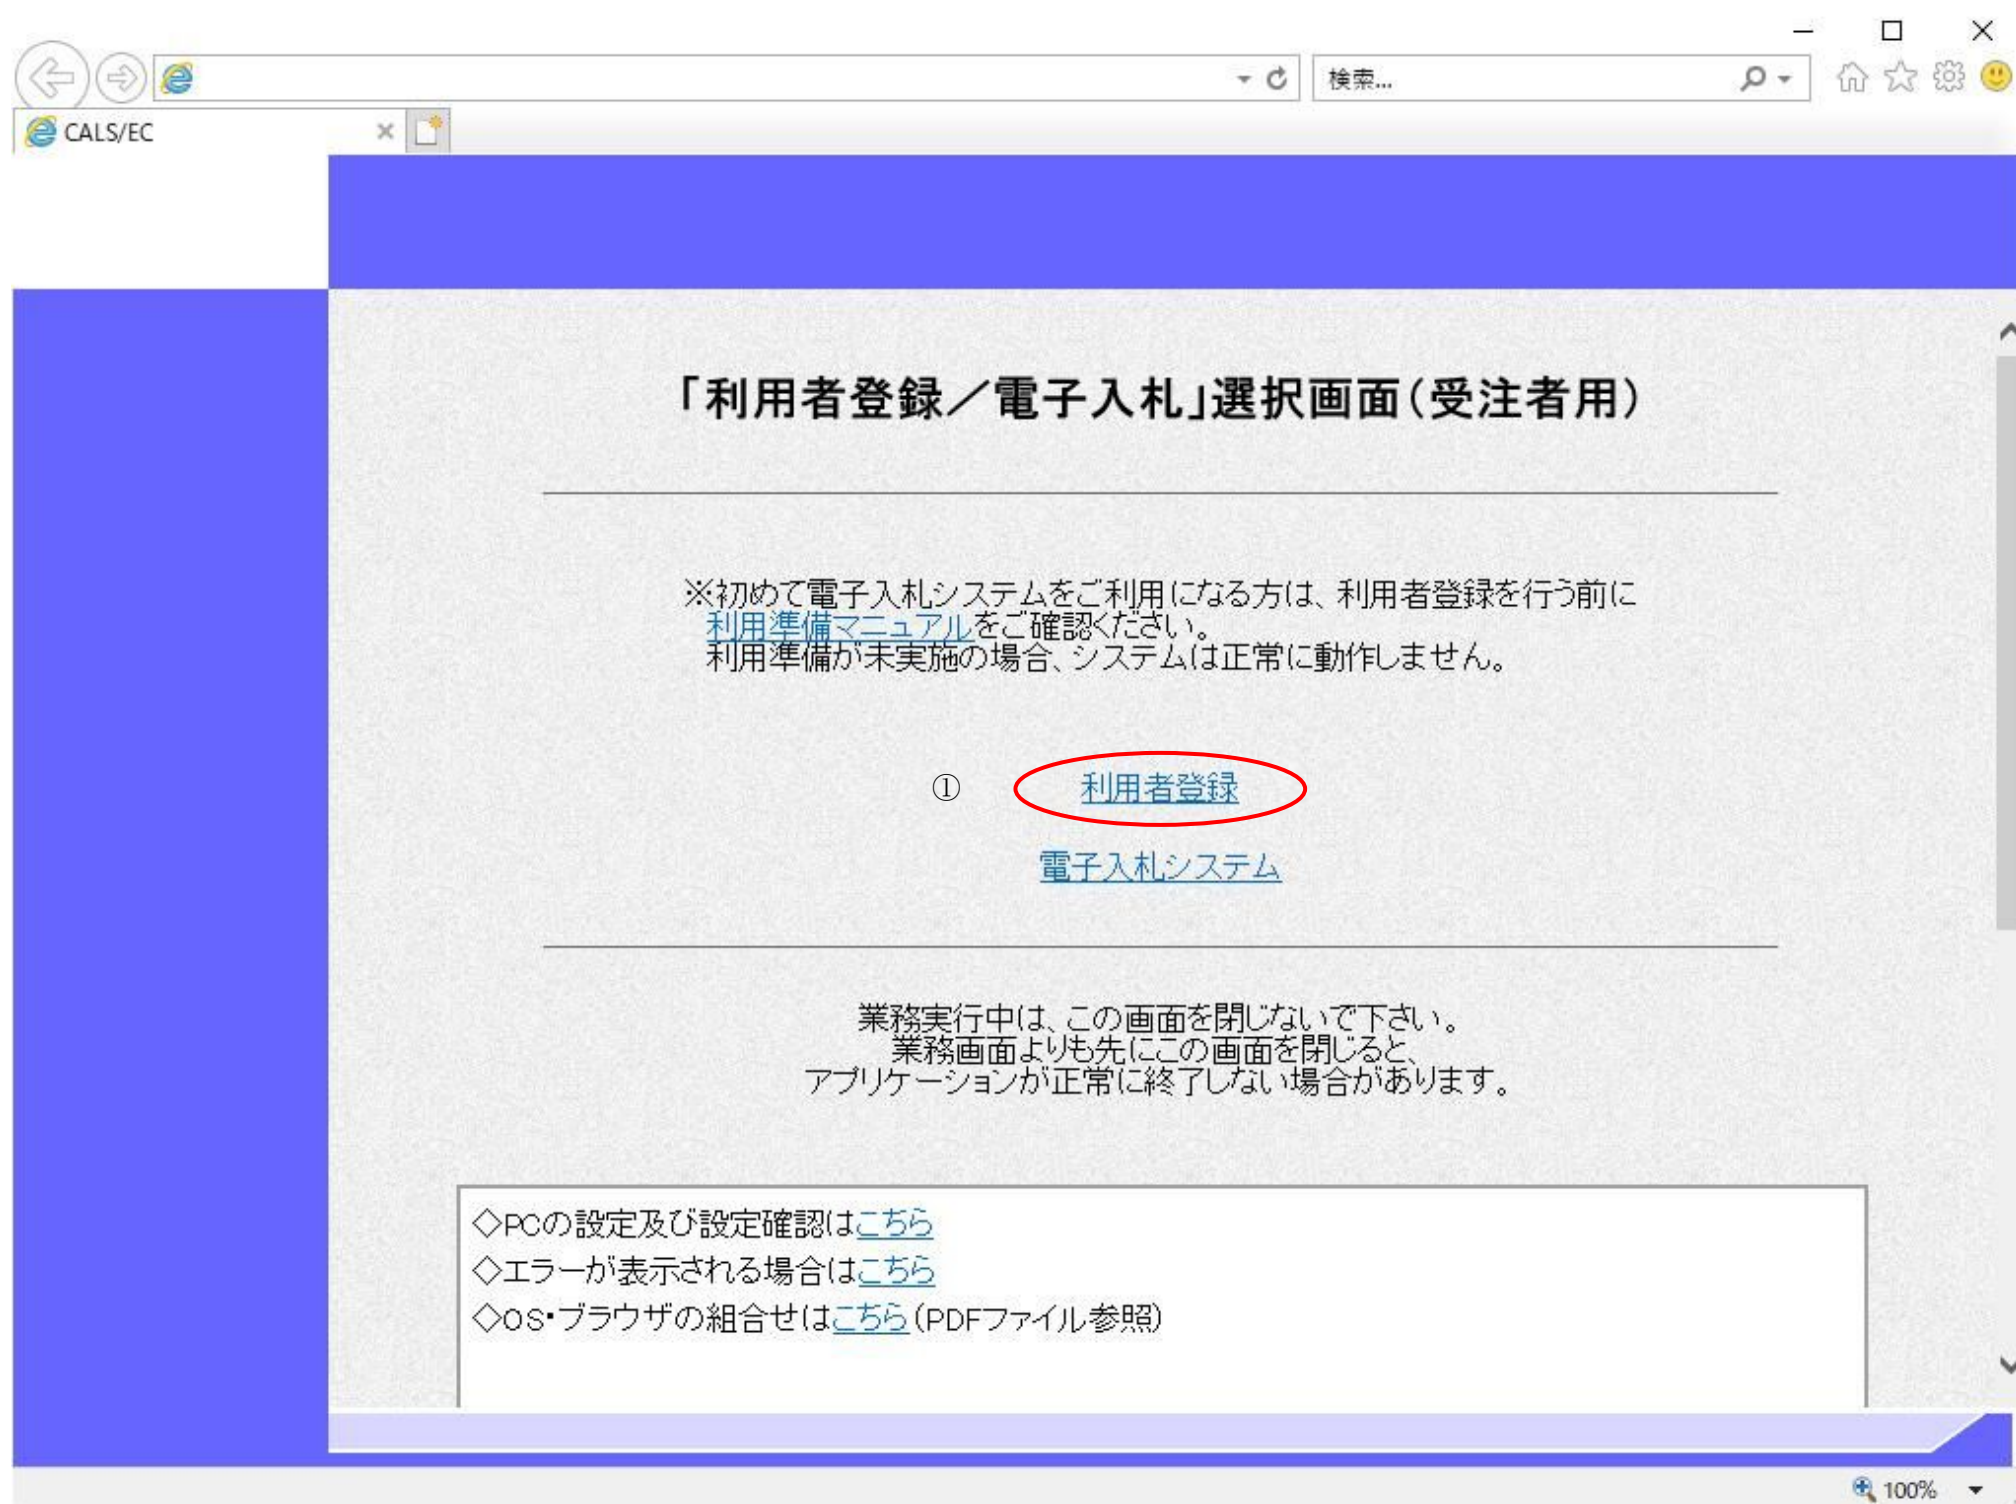 検索...
CALS/EC
「利用者登録／電子入札」選択画面（受注者用）
※初めて電子入札システムをご利用になる方は、利用者登録を行う前に
利用準備マニュアルをご確認ください。
利用準備が未実施の場合、システムは正常に動作しません。
① 利用者登録
電子入札システム
業務実行中は、この画面を閉じないで下さい。
業務画面よりも先にこの画面を閉じると、
アプリケーションが正常に終了しない場合があります。
◇PCの設定及び設定確認はこちら
◇エラーが表示される場合はこちら
◇OS・ブラウザの組合せはこちら（PDFファイル参照）
100%